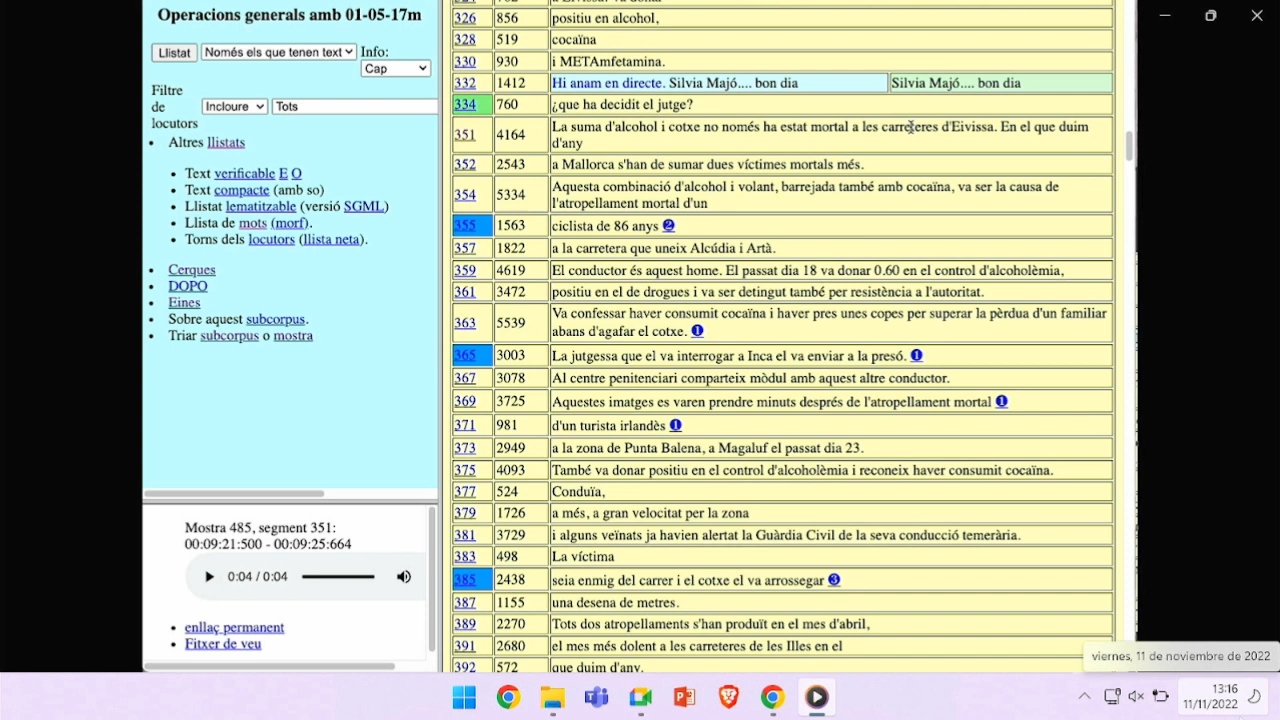 Operacions generals amb 01-05-17m
Llistat Només els que tenen text Info:
Cap
Filtre
de Incloure Tots
locutors
Altres llistats
Text verificable E O
Text compacte (amb so)
Llistat lematitzable (versió SGML)
Llista de mots (morf).
Torns dels locutors (llista neta).
Cerques
DOPO
Eines
Sobre aquest subcorpus.
Triar subcorpus o mostra
Mostra 485, segment 351:
00:09:21:500 - 00:09:25:664
0:04 / 0:04
enllaç permanent
Fitxer de veu
326 856 positiu en alcohol,
328 519 cocaïna
330 930 i METAmfetamina.
332 1412 Hi anam en directe. Silvia Majó.... bon dia Silvia Majó.... bon dia
334 760 ¿que ha decidit el jutge?
351 4164 La suma d'alcohol i cotxe no només ha estat mortal a les carreteres d'Eivissa. En el que duim
d'any
352 2543 a Mallorca s'han de sumar dues víctimes mortals més.
354 5334 Aquesta combinació d'alcohol i volant, barrejada també amb cocaïna, va ser la causa de
l'atropellament mortal d'un
355 1563 ciclista de 86 anys 2
357 1822 a la carretera que uneix Alcúdia i Artà.
359 4619 El conductor és aquest home. El passat dia 18 va donar 0.60 en el control d'alcoholèmia,
361 3472 positiu en el de drogues i va ser detingut també per resistència a l'autoritat.
363 5539 Va confessar haver consumit cocaïna i haver pres unes copes per superar la pèrdua d'un familiar
abans d'agafar el cotxe. 1
365 3003 La jutgessa que el va interrogar a Inca el va enviar a la presó. 1
367 3078 Al centre penitenciari comparteix mòdul amb aquest altre conductor.
369 3725 Aquestes imatges es varen prendre minuts després de l'atropellament mortal 1
371 981 d'un turista irlandès 1
373 2949 a la zona de Punta Balena, a Magaluf el passat dia 23.
375 4093 També va donar positiu en el control d'alcoholèmia i reconeix haver consumit cocaïna.
377 524 Conduïa,
379 1726 a més, a gran velocitat per la zona
381 3729 i alguns veïnats ja havien alertat la Guàrdia Civil de la seva conducció temerària.
383 498 La víctima
385 2438 seia enmig del carrer i el cotxe el va arrossegar 3
387 1155 una desena de metres.
389 2270 Tots dos atropellaments s'han produït en el mes d'abril,
391 2680 el mes més dolent a les carreteres de les Illes en el
392 572 que duim d'any.
viernes, 11 de noviembre de 2022
13:16
11/11/2022